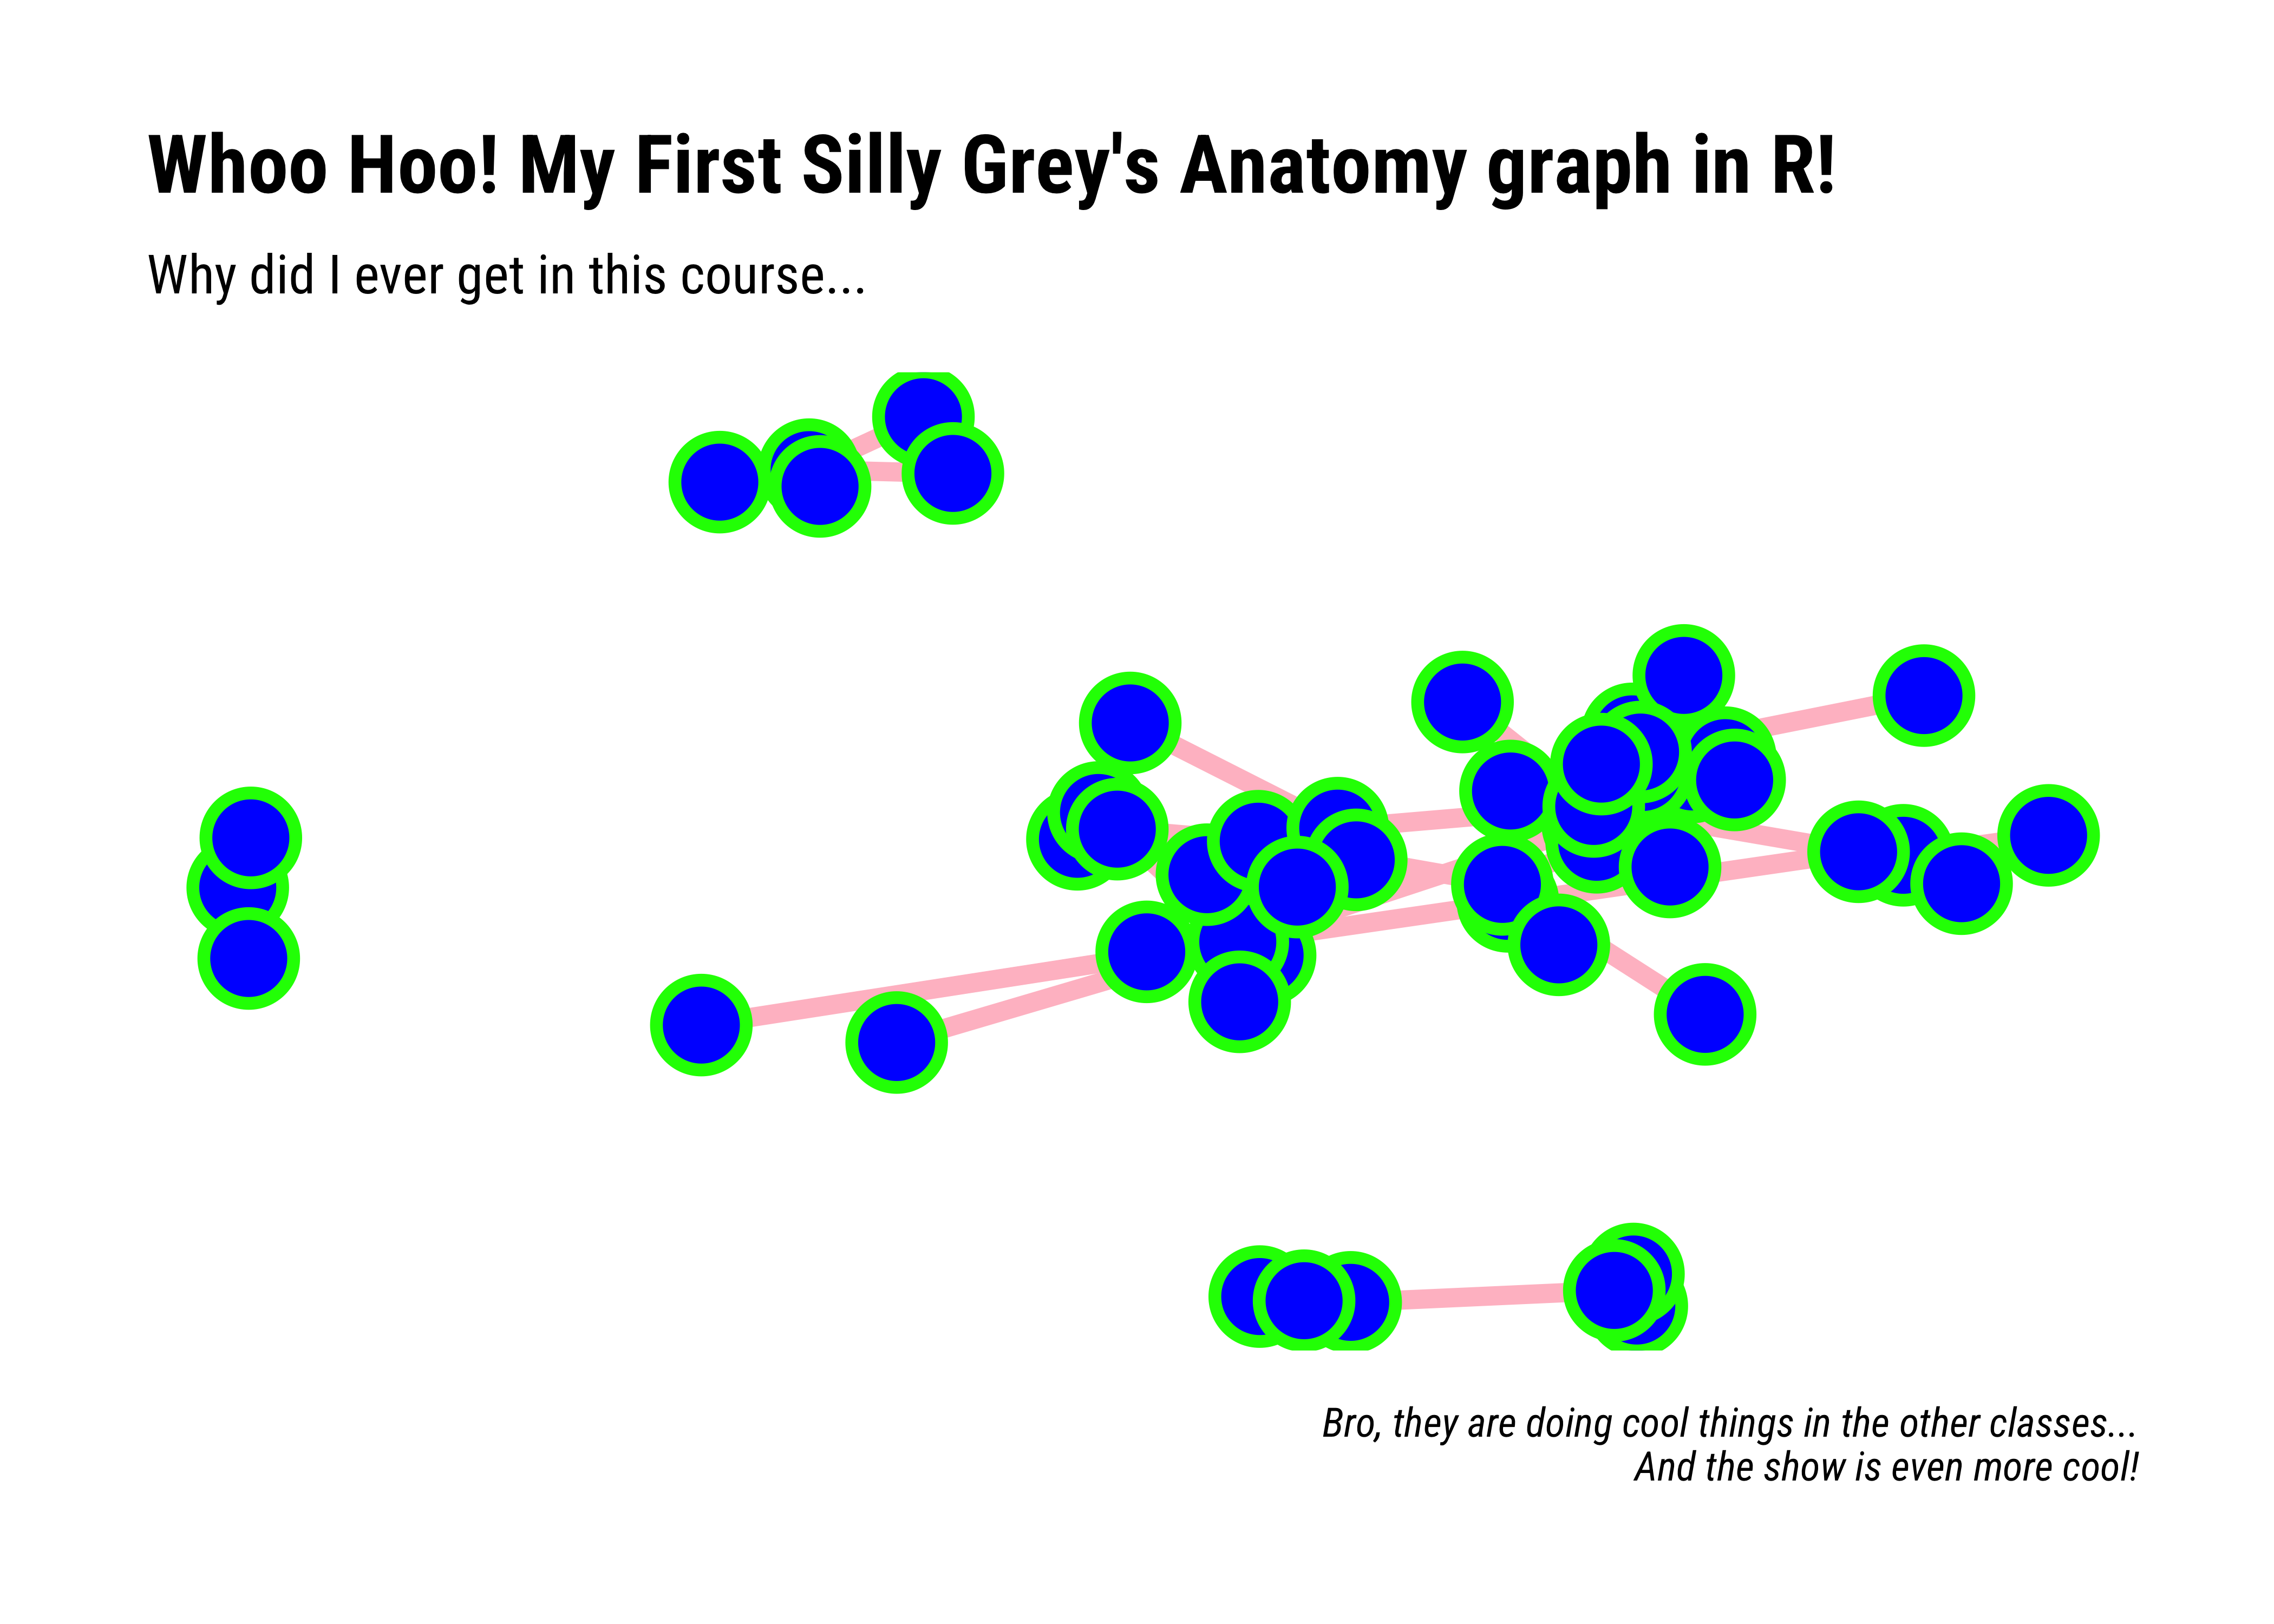 Whoo Hoo! My First Silly Grey's Anatomy graph in R!
Why did I ever get in this course...
Bro, they are doing cool things in the other classes...
And the show is even more cool!